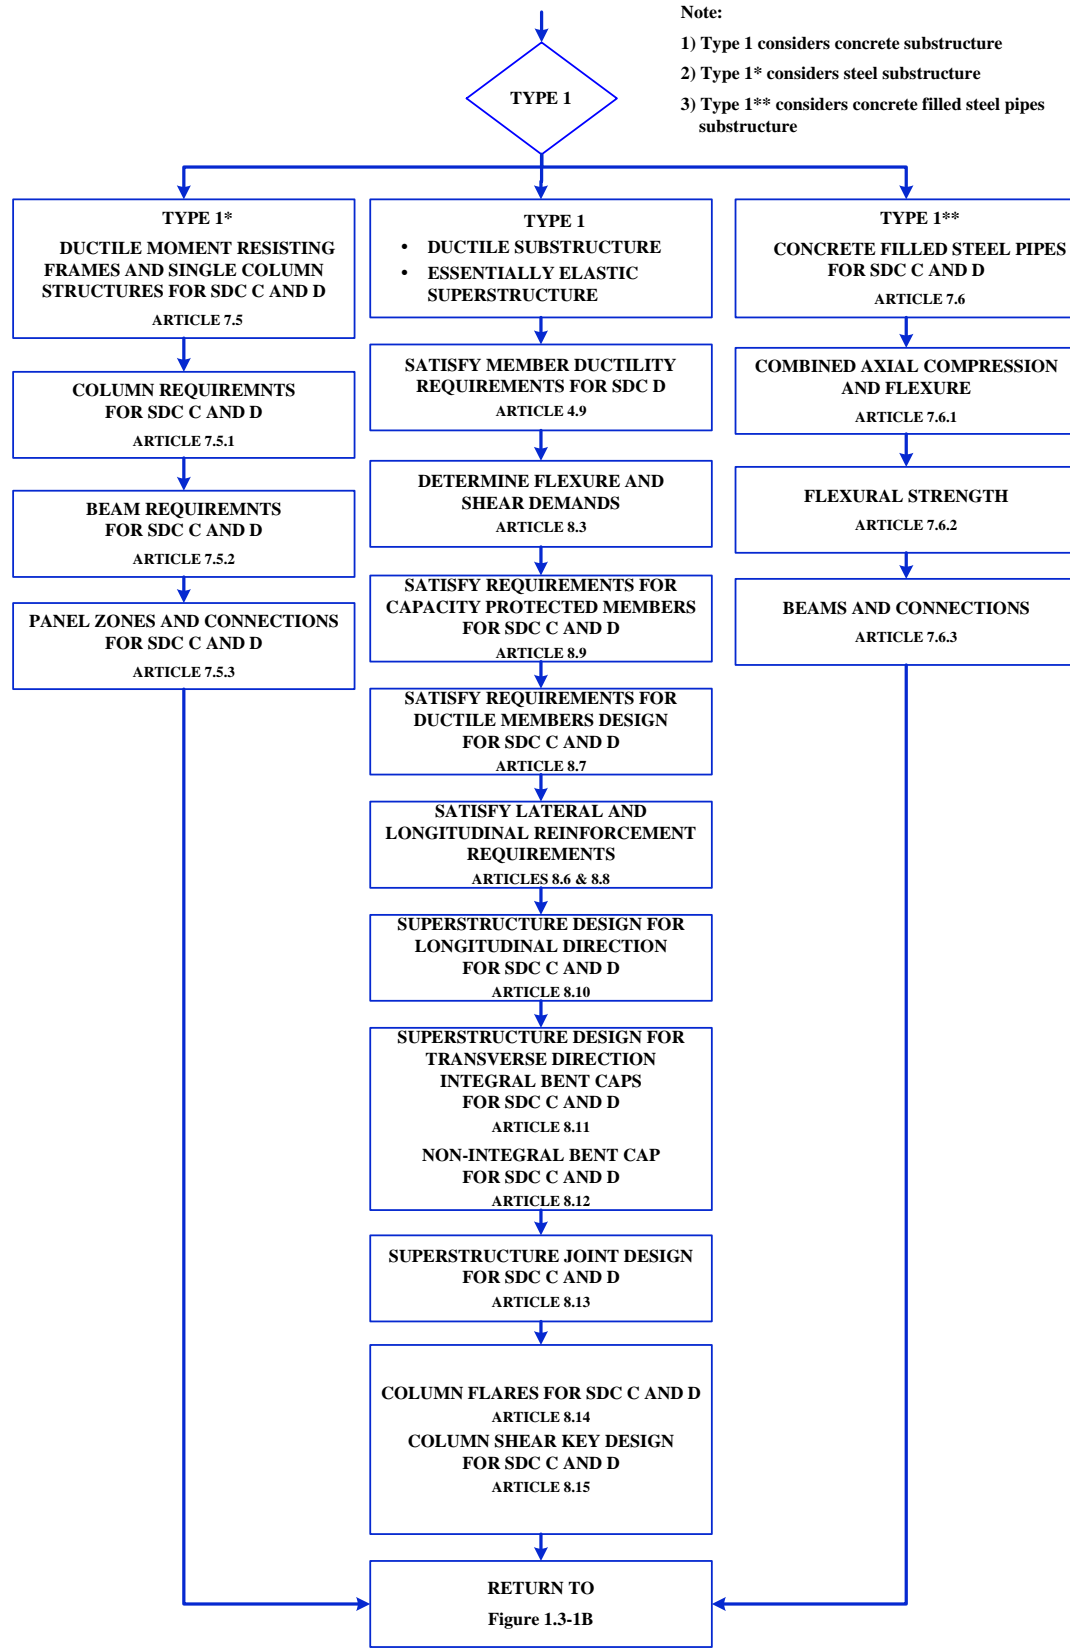 Note:
1) Type 1 considers concrete substructure
2) Type 1* considers steel substructure
3) Type 1** considers concrete filled steel pipes
substructure
TYPE 1
TYPE 1*
DUCTILE MOMENT RESISTING
FRAMES AND SINGLE COLUMN
STRUCTURES FOR SDC C AND D
ARTICLE 7.5
COLUMN REQUIREMNTS
FOR SDC C AND D
ARTICLE 7.5.1
BEAM REQUIREMNTS
FOR SDC C AND D
ARTICLE 7.5.2
PANEL ZONES AND CONNECTIONS
FOR SDC C AND D
ARTICLE 7.5.3
TYPE 1
• DUCTILE SUBSTRUCTURE
• ESSENTIALLY ELASTIC
SUPERSTRUCTURE
SATISFY MEMBER DUCTILITY
REQUIREMENTS FOR SDC D
ARTICLE 4.9
DETERMINE FLEXURE AND
SHEAR DEMANDS
ARTICLE 8.3
SATISFY REQUIREMENTS FOR
CAPACITY PROTECTED MEMBERS
FOR SDC C AND D
ARTICLE 8.9
SATISFY REQUIREMENTS FOR
DUCTILE MEMBERS DESIGN
FOR SDC C AND D
ARTICLE 8.7
SATISFY LATERAL AND
LONGITUDINAL REINFORCEMENT
REQUIREMENTS
ARTICLES 8.6 & 8.8
SUPERSTRUCTURE DESIGN FOR
LONGITUDINAL DIRECTION
FOR SDC C AND D
ARTICLE 8.10
SUPERSTRUCTURE DESIGN FOR
TRANSVERSE DIRECTION
INTEGRAL BENT CAPS
FOR SDC C AND D
ARTICLE 8.11
NON-INTEGRAL BENT CAP
FOR SDC C AND D
ARTICLE 8.12
SUPERSTRUCTURE JOINT DESIGN
FOR SDC C AND D
ARTICLE 8.13
COLUMN FLARES FOR SDC C AND D
ARTICLE 8.14
COLUMN SHEAR KEY DESIGN
FOR SDC C AND D
ARTICLE 8.15
TYPE 1**
CONCRETE FILLED STEEL PIPES
FOR SDC C AND D
ARTICLE 7.6
COMBINED AXIAL COMPRESSION
AND FLEXURE
ARTICLE 7.6.1
FLEXURAL STRENGTH
ARTICLE 7.6.2
BEAMS AND CONNECTIONS
ARTICLE 7.6.3
RETURN TO
Figure 1.3-1B